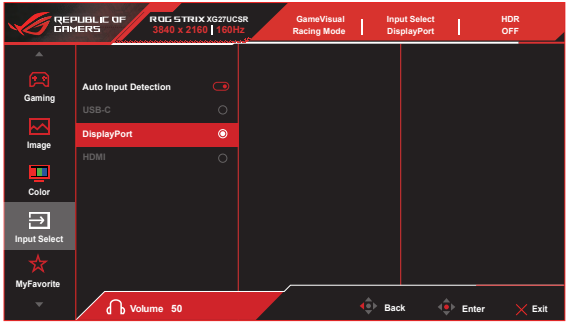 REPUBLIC OF
GAMERS
ROG STRIX XG27UCSR
3840 x 2160 160Hz
GameVisual
Racing Mode
Input Select
DisplayPort
HDR
OFF
Gaming
Image
Color
Input Select
MyFavorite
Auto Input Detection
USB-C
DisplayPort
HDMI
Volume 50
Back
Enter
Exit